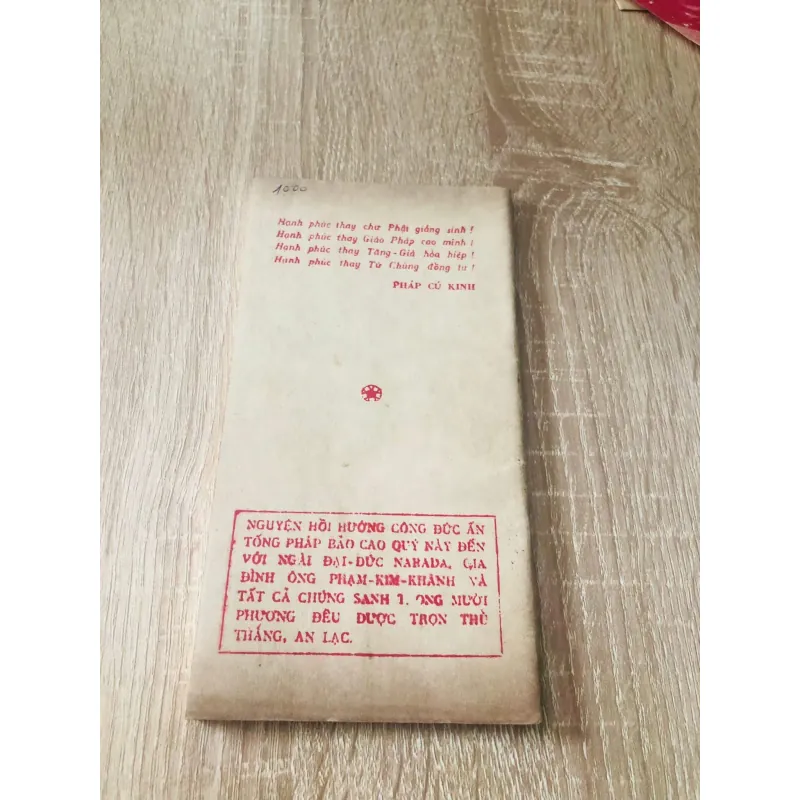 1000
Hạnh phúc thay chư Phật giáng sinh !
Hạnh phúc thay Giáo Pháp cao minh !
Hạnh phúc thay Tăng-Già hòa hiệp !
Hạnh phúc thay Tứ Chúng đồng tu !
PHÁP CÚ KINH
NGUYỆN HỒI HƯỚNG CÔNG ĐỨC ẤN
TỐNG PHÁP BẢO CAO QUÝ NÀY ĐẾN
VỚI NGÀI ĐẠI-ĐỨC NARADA, GIA
ĐÌNH ÔNG PHẠM-KIM-KHÁNH VÀ
TẤT CẢ CHÚNG SANH MƯỜI
PHƯƠNG ĐỀU ĐƯỢC TRỌN THÙ
THẮNG, AN LẠC.